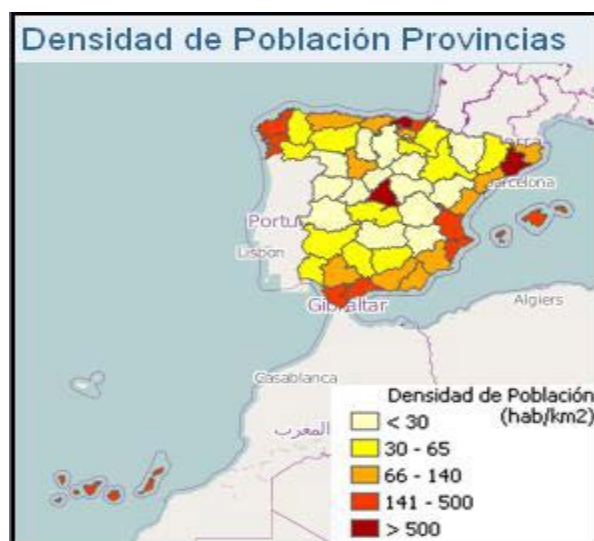 Densidad de Población Provincias
Barcelona
Lisbon
Gibraltar
Algiers
Casablanca
المغرب
Densidad de Población
(hab/km2)
< 30
30 - 65
66 - 140
141 - 500
> 500